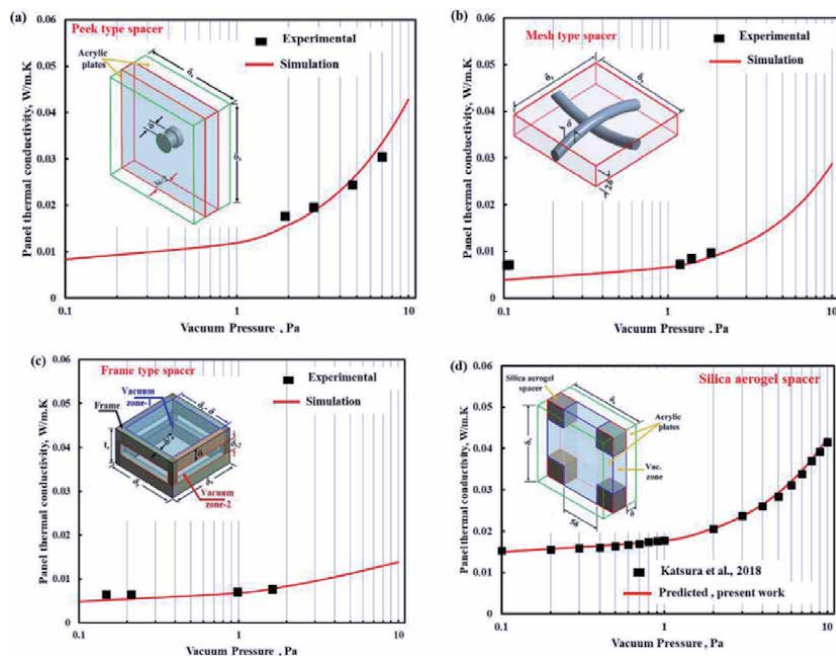 (a)
Peek type spacer
Experimental
Simulation
Acrylic
plates
Panel thermal conductivity, W/m.K
0.06
0.05
0.04
0.03
0.02
0.01
0
0.1
1
10
Vacuum Pressure , Pa
(b)
Mesh type spacer
Experimental
Simulation
Panel thermal conductivity, W/m.K
0.06
0.05
0.04
0.03
0.02
0.01
0
0.1
1
10
Vacuum Pressure , Pa
(c)
Frame type spacer
Experimental
Simulation
Vacuum
zone-1
Frame
Vacuum
zone-2
Panel thermal conductivity, W/m.K
0.06
0.05
0.04
0.03
0.02
0.01
0
0.1
1
10
Vacuum Pressure, Pa
(d)
Silica aerogel spacer
Silica aerogel
spacer
Acrylic
plates
Vac.
zone
5δ
Katsura et al., 2018
Predicted , present work
Panel thermal conductivity, W/m.K
0.06
0.05
0.04
0.03
0.02
0.01
0
0.1
1
10
Vacuum Pressure, Pa